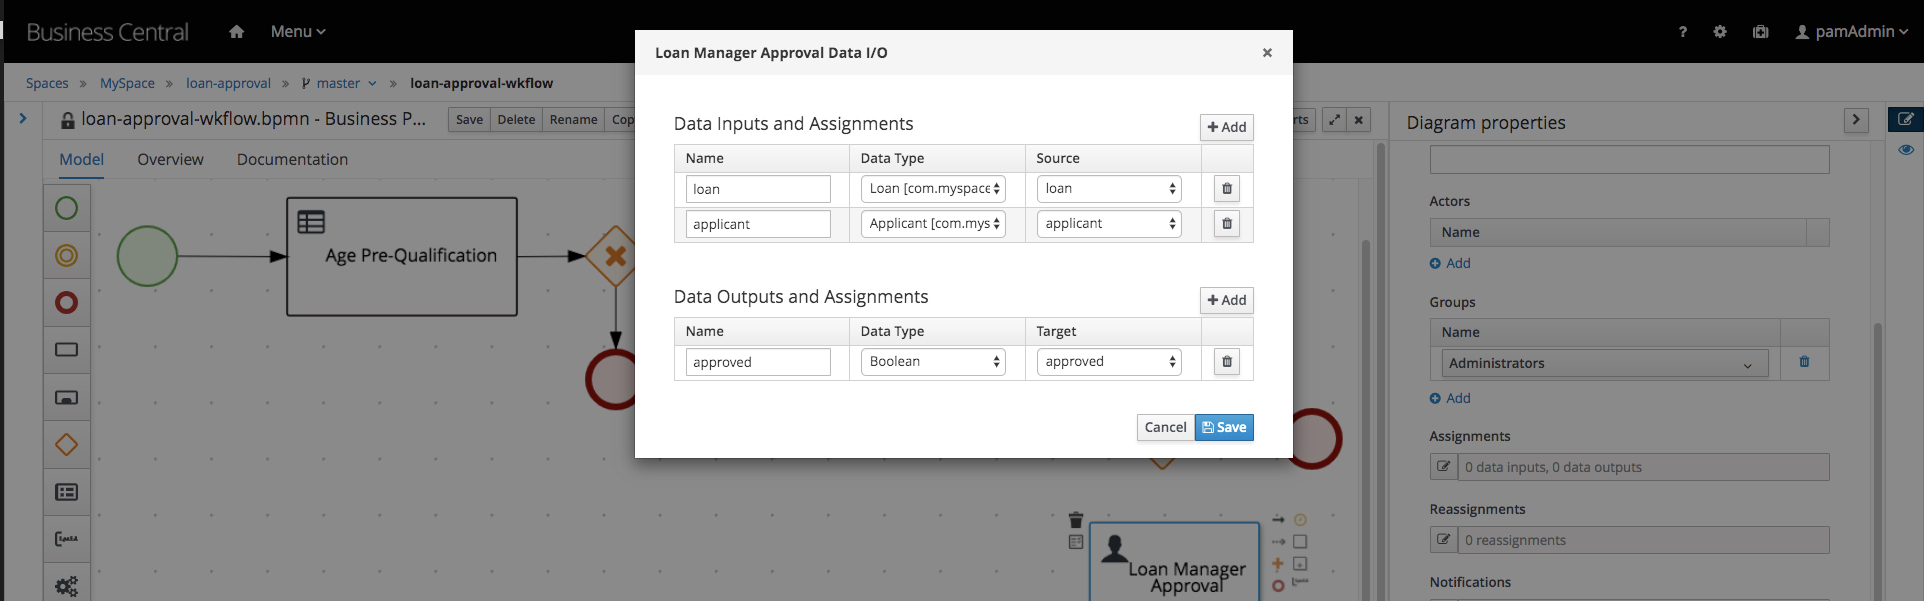 Business Central
Menu
?
pamAdmin
Spaces » MySpace » loan-approval » master » loan-approval-wkflow
loan-approval-wkflow.bpmn - Business P...
Save Delete Rename Cop
rts
Model Overview Documentation
Age Pre-Qualification
Loan Manager
Approval
Loan Manager Approval Data I/O
Data Inputs and Assignments
+ Add
Name Data Type Source
loan Loan [com.myspace loan
applicant Applicant [com.mys applicant
Data Outputs and Assignments
+ Add
Name Data Type Target
approved Boolean approved
Cancel Save
Diagram properties
Actors
Name
Add
Groups
Name
Administrators
Add
Assignments
0 data inputs, 0 data outputs
Reassignments
0 reassignments
Notifications